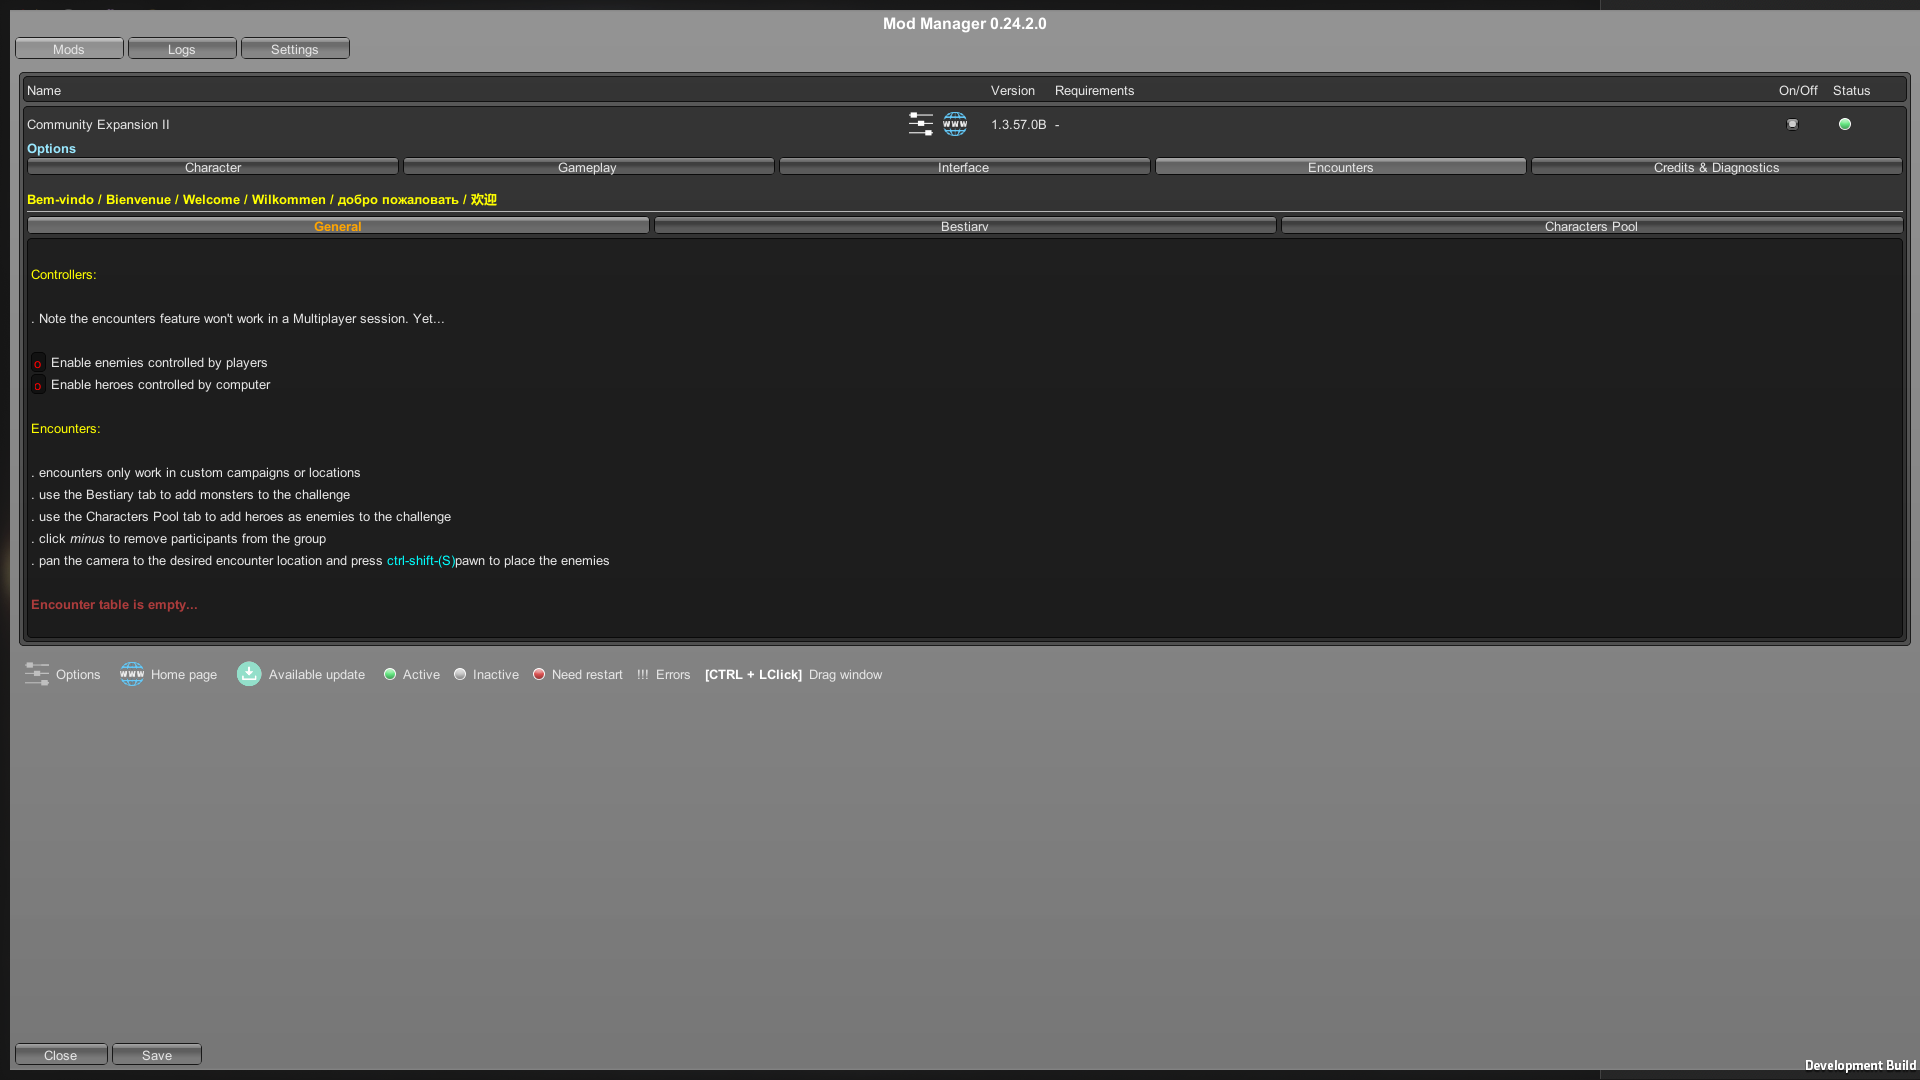 Mod Manager 0.24.2.0
Mods Logs Settings
Name Version Requirements On/Off Status
Community Expansion II www 1.3.57.0B -
Options
Character Gameplay Interface Encounters Credits & Diagnostics
Bem-vindo / Bienvenue / Welcome / Wilkommen / добро пожаловать / 欢迎
General Bestiary Characters Pool
Controllers:
. Note the encounters feature won't work in a Multiplayer session. Yet...
o Enable enemies controlled by players
o Enable heroes controlled by computer
Encounters:
. encounters only work in custom campaigns or locations
. use the Bestiary tab to add monsters to the challenge
. use the Characters Pool tab to add heroes as enemies to the challenge
. click minus to remove participants from the group
. pan the camera to the desired encounter location and press ctrl-shift-(S)pawn to place the enemies
Encounter table is empty...
Options www Home page Available update Active Inactive Need restart !!! Errors [CTRL + LClick] Drag window
Close Save
Development Build